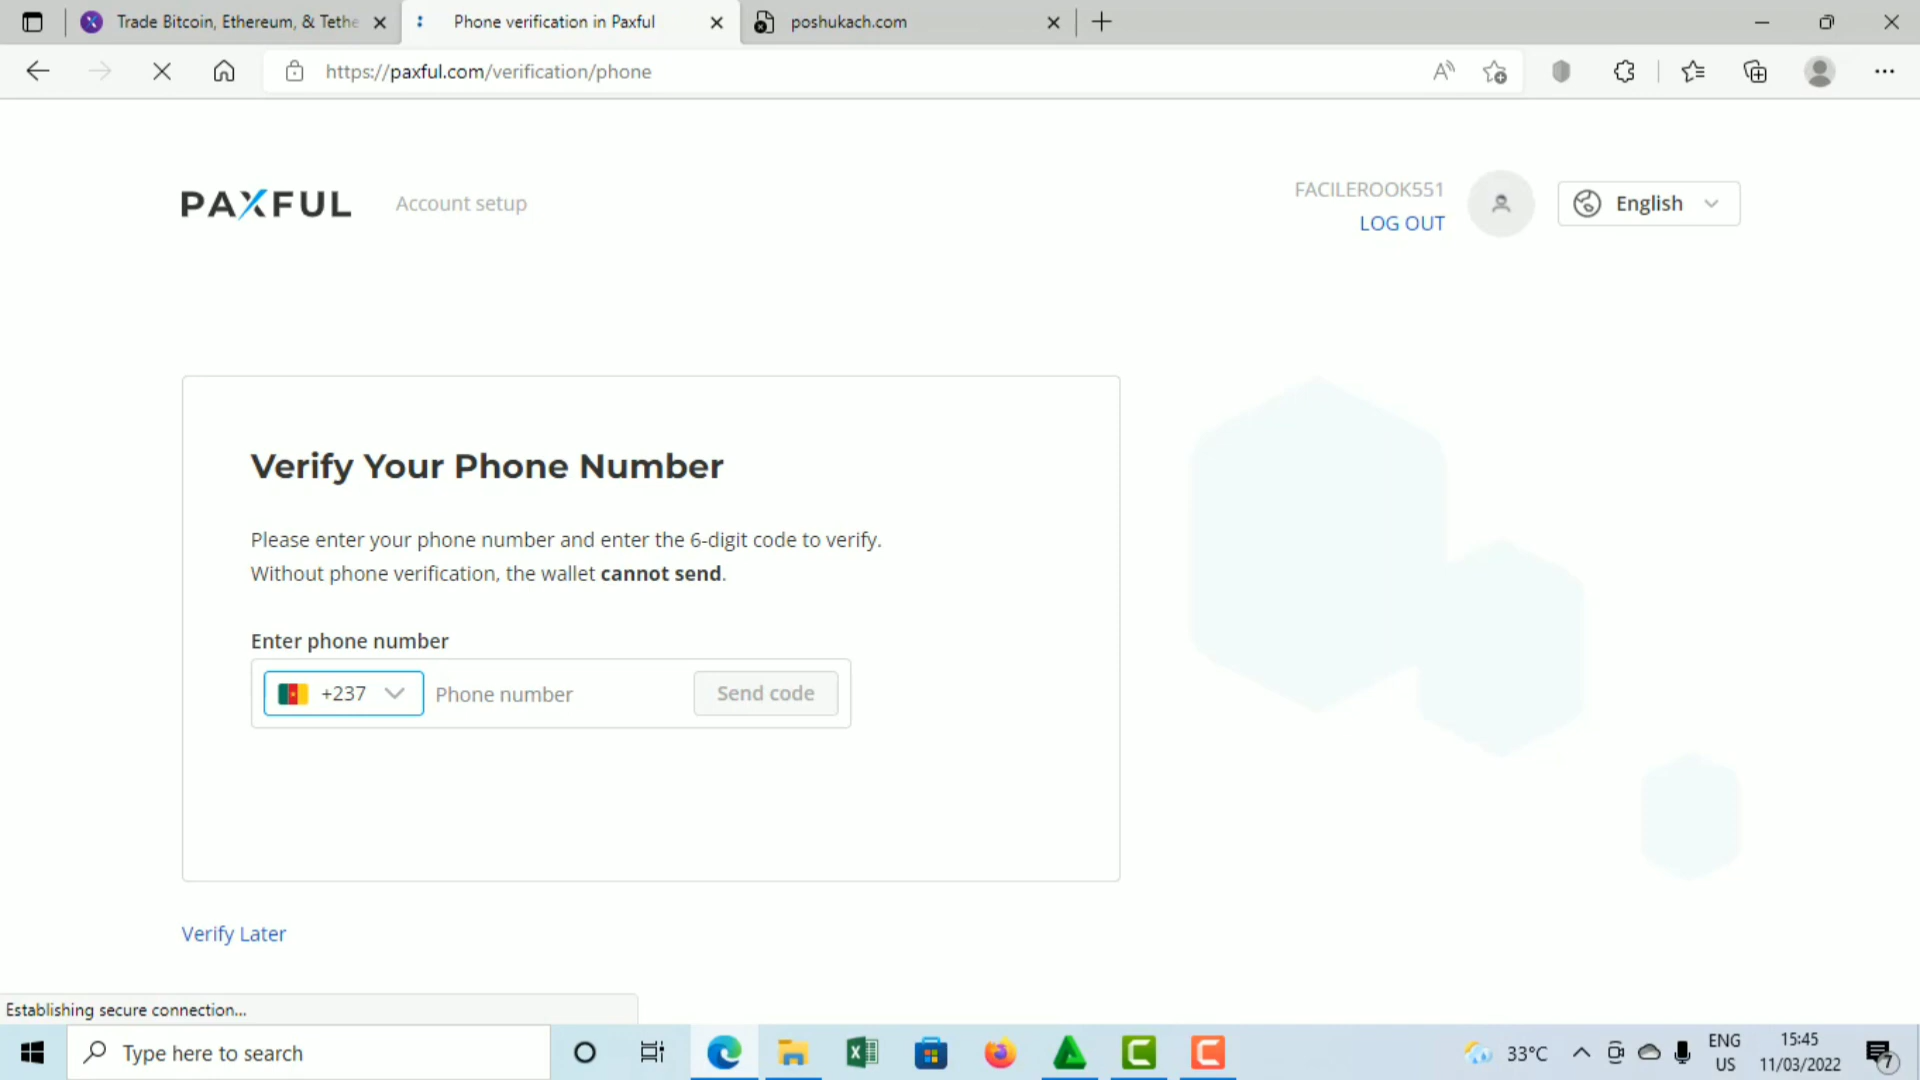 Trade Bitcoin, Ethereum, & Tethe
Phone verification in Paxful
poshukach.com
https://paxful.com/verification/phone
PAXFUL
Account setup
FACILEROOK551
LOG OUT
English
Verify Your Phone Number
Please enter your phone number and enter the 6-digit code to verify.
Without phone verification, the wallet cannot send.
Enter phone number
+237
Phone number
Send code
Verify Later
Establishing secure connection...
Type here to search
33°C
ENG
US
15:45
11/03/2022
7